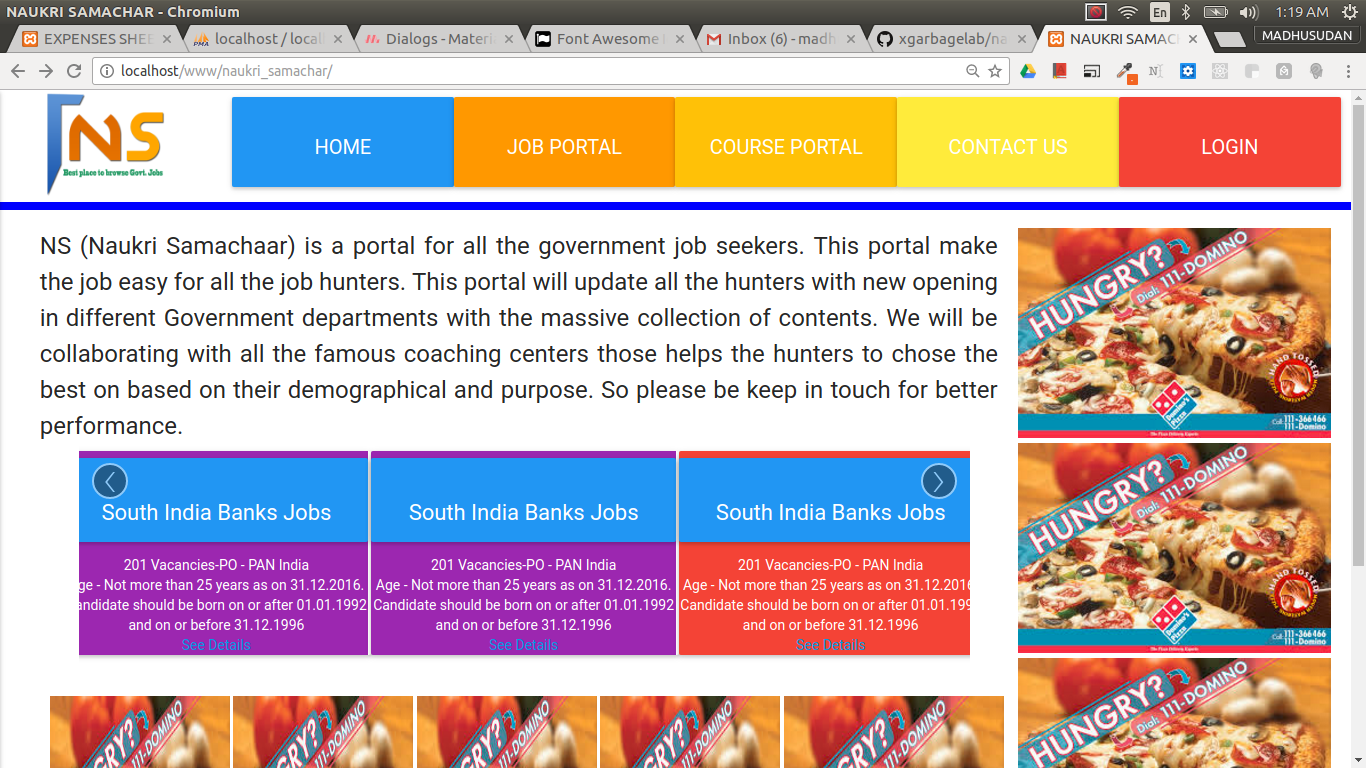 NAUKRI SAMACHAR - Chromium
En
1:19 AM
EXPENSES SHEE
localhost / local
Dialogs - Materia
Font Awesome
Inbox (6) - madh
xgarbagelab/na
NAUKRI SAMAC
MADHUSUDAN
localhost/www/naukri_samachar/
NS
Best place to browse Govt. Jobs
HOME
JOB PORTAL
COURSE PORTAL
CONTACT US
LOGIN
NS (Naukri Samachaar) is a portal for all the government job seekers. This portal make
the job easy for all the job hunters. This portal will update all the hunters with new opening
in different Government departments with the massive collection of contents. We will be
collaborating with all the famous coaching centers those helps the hunters to chose the
best on based on their demographical and purpose. So please be keep in touch for better
performance.
South India Banks Jobs
201 Vacancies-PO - PAN India
ge - Not more than 25 years as on 31.12.2016.
andidate should be born on or after 01.01.1992
and on or before 31.12.1996
See Details
South India Banks Jobs
201 Vacancies-PO - PAN India
Age - Not more than 25 years as on 31.12.2016.
Candidate should be born on or after 01.01.1992
and on or before 31.12.1996
See Details
South India Banks Jobs
201 Vacancies-PO - PAN India
Age - Not more than 25 years as on 31.12.2016
Candidate should be born on or after 01.01.199
and on or before 31.12.1996
See Details
HUNGRY?
Dial: 111-DOMINO
HAND TOSSED
Domino's
Pizza
The Pizza Delivery Experts
Call: 111-366466
111-Domino
HUNGRY?
Dial: 111-DOMINO
HAND TOSSED
Domino's
Pizza
The Pizza Delivery Experts
Call: 111-366466
111-Domino
HUNGRY?
Dial: 111-DOMINO
GRY?
111-DOMINO
GRY?
111-DOMINO
GRY?
111-DOMINO
GRY?
111-DOMINO
GRY?
111-DOMINO